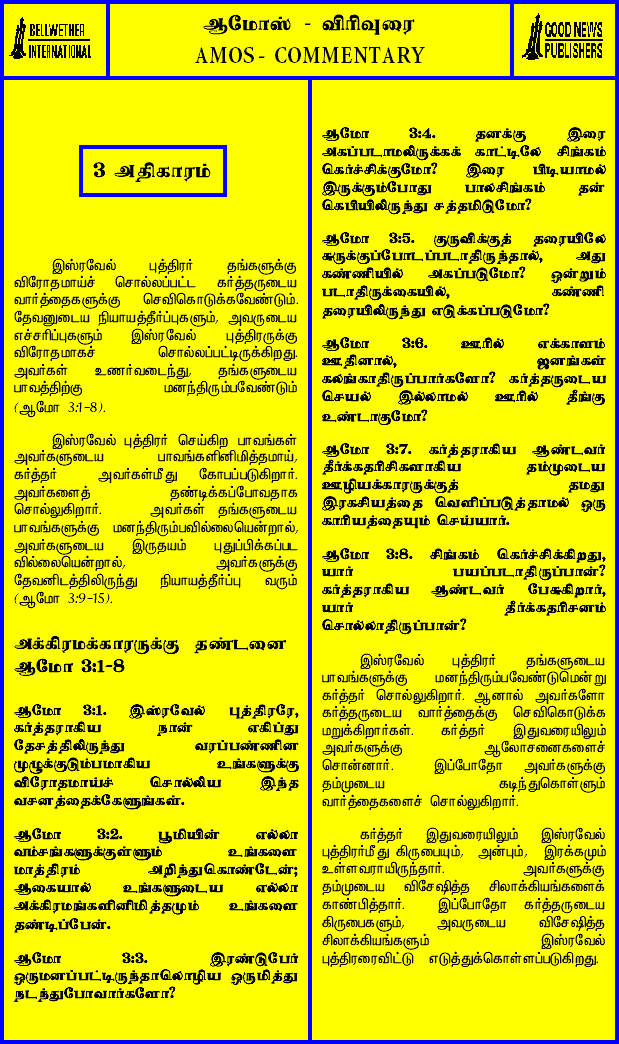 BELLWETHER
INTERNATIONAL
ஆமோஸ் - விரிவுரை
AMOS- COMMENTARY
GOOD NEWS
PUBLISHERS
3 அதிகாரம்
இஸ்ரவேல் புத்திரர் தங்களுக்கு
விரோதமாய்ச் சொல்லப்பட்ட கர்த்தருடைய
வார்த்தைகளுக்கு செவிகொடுக்கவேண்டும்.
தேவனுடைய நியாயத்தீர்ப்புகளும், அவருடைய
எச்சரிப்புகளும் இஸ்ரவேல் புத்திரருக்கு
விரோதமாகச் சொல்லப்பட்டிருக்கிறது.
அவர்கள் உணர்வடைந்து, தங்களுடைய
பாவத்திற்கு மனந்திரும்பவேண்டும்
(ஆமோ 3:1-8).
இஸ்ரவேல் புத்திரர் செய்கிற பாவங்கள்
அவர்களுடைய பாவங்களினிமித்தமாய்,
கர்த்தர் அவர்கள்மீது கோபப்படுகிறார்.
அவர்களைத் தண்டிக்கப்போவதாக
சொல்லுகிறார். அவர்கள் தங்களுடைய
பாவங்களுக்கு மனந்திரும்பவில்லையென்றால்,
அவர்களுடைய இருதயம் புதுப்பிக்கப்பட
வில்லையென்றால், அவர்களுக்கு
தேவனிடத்திலிருந்து நியாயத்தீர்ப்பு வரும்
(ஆமோ 3:9-15).
அக்கிரமக்காரருக்கு தண்டனை
ஆமோ 3:1-8
ஆமோ 3:1. இஸ்ரவேல் புத்திரரே,
கர்த்தராகிய நான் எகிப்து
தேசத்திலிருந்து வரப்பண்ணின
முழுக்குடும்பமாகிய உங்களுக்கு
விரோதமாய்ச் சொல்லிய இந்த
வசனத்தைக்கேளுங்கள்.
ஆமோ 3:2. பூமியின் எல்லா
வம்சங்களுக்குள்ளும் உங்களை
மாத்திரம் அறிந்துகொண்டேன்;
ஆகையால் உங்களுடைய எல்லா
அக்கிரமங்களினிமித்தமும் உங்களை
தண்டிப்பேன்.
ஆமோ 3:3. இரண்டுபேர்
ஒருமனப்பட்டிருந்தாலொழிய ஒருமித்து
நடந்துபோவார்களோ?
ஆமோ 3:4. தனக்கு இரை
அகப்படாமலிருக்கக் காட்டிலே சிங்கம்
கெர்ச்சிக்குமோ? இரை பிடியாமல்
இருக்கும்போது பாலசிங்கம் தன்
கெபியிலிருந்து சத்தமிடுமோ?
ஆமோ 3:5. குருவிக்குத் தரையிலே
சுருக்குப்போடப்படாதிருந்தால், அது
கண்ணியில் அகப்படுமோ? ஒன்றும்
படாதிருக்கையில், கண்ணி
தரையிலிருந்து எடுக்கப்படுமோ?
ஆமோ 3:6. ஊரில் எக்காளம்
ஊதினால், ஜனங்கள்
கலங்காதிருப்பார்களோ? கர்த்தருடைய
செயல் இல்லாமல் ஊரில் தீங்கு
உண்டாகுமோ?
ஆமோ 3:7. கர்த்தராகிய ஆண்டவர்
தீர்க்கதரிசிகளாகிய தம்முடைய
ஊழியக்காரருக்குத் தமது
இரகசியத்தை வெளிப்படுத்தாமல் ஒரு
காரியத்தையும் செய்யார்.
ஆமோ 3:8. சிங்கம் கெர்ச்சிக்கிறது,
யார் பயப்படாதிருப்பான்?
கர்த்தராகிய ஆண்டவர் பேசுகிறார்,
யார் தீர்க்கதரிசனம்
சொல்லாதிருப்பான்?
இஸ்ரவேல் புத்திரர் தங்களுடைய
பாவங்களுக்கு மனந்திரும்பவேண்டுமென்று
கர்த்தர் சொல்லுகிறார். ஆனால் அவர்களோ
கர்த்தருடைய வார்த்தைக்கு செவிகொடுக்க
மறுக்கிறார்கள். கர்த்தர் இதுவரையிலும்
அவர்களுக்கு ஆலோசனைகளைச்
சொன்னார். இப்போதோ அவர்களுக்கு
தம்முடைய கடிந்துகொள்ளும்
வார்த்தைகளைச் சொல்லுகிறார்.
கர்த்தர் இதுவரையிலும் இஸ்ரவேல்
புத்திரர்மீது கிருபையும், அன்பும், இரக்கமும்
உள்ளவராயிருந்தார். அவர்களுக்கு
தம்முடைய விசேஷித்த சிலாக்கியங்களைக்
காண்பித்தார். இப்போதோ கர்த்தருடைய
கிருபைகளும், அவருடைய விசேஷித்த
சிலாக்கியங்களும் இஸ்ரவேல்
புத்திரரைவிட்டு எடுத்துக்கொள்ளப்படுகிறது.